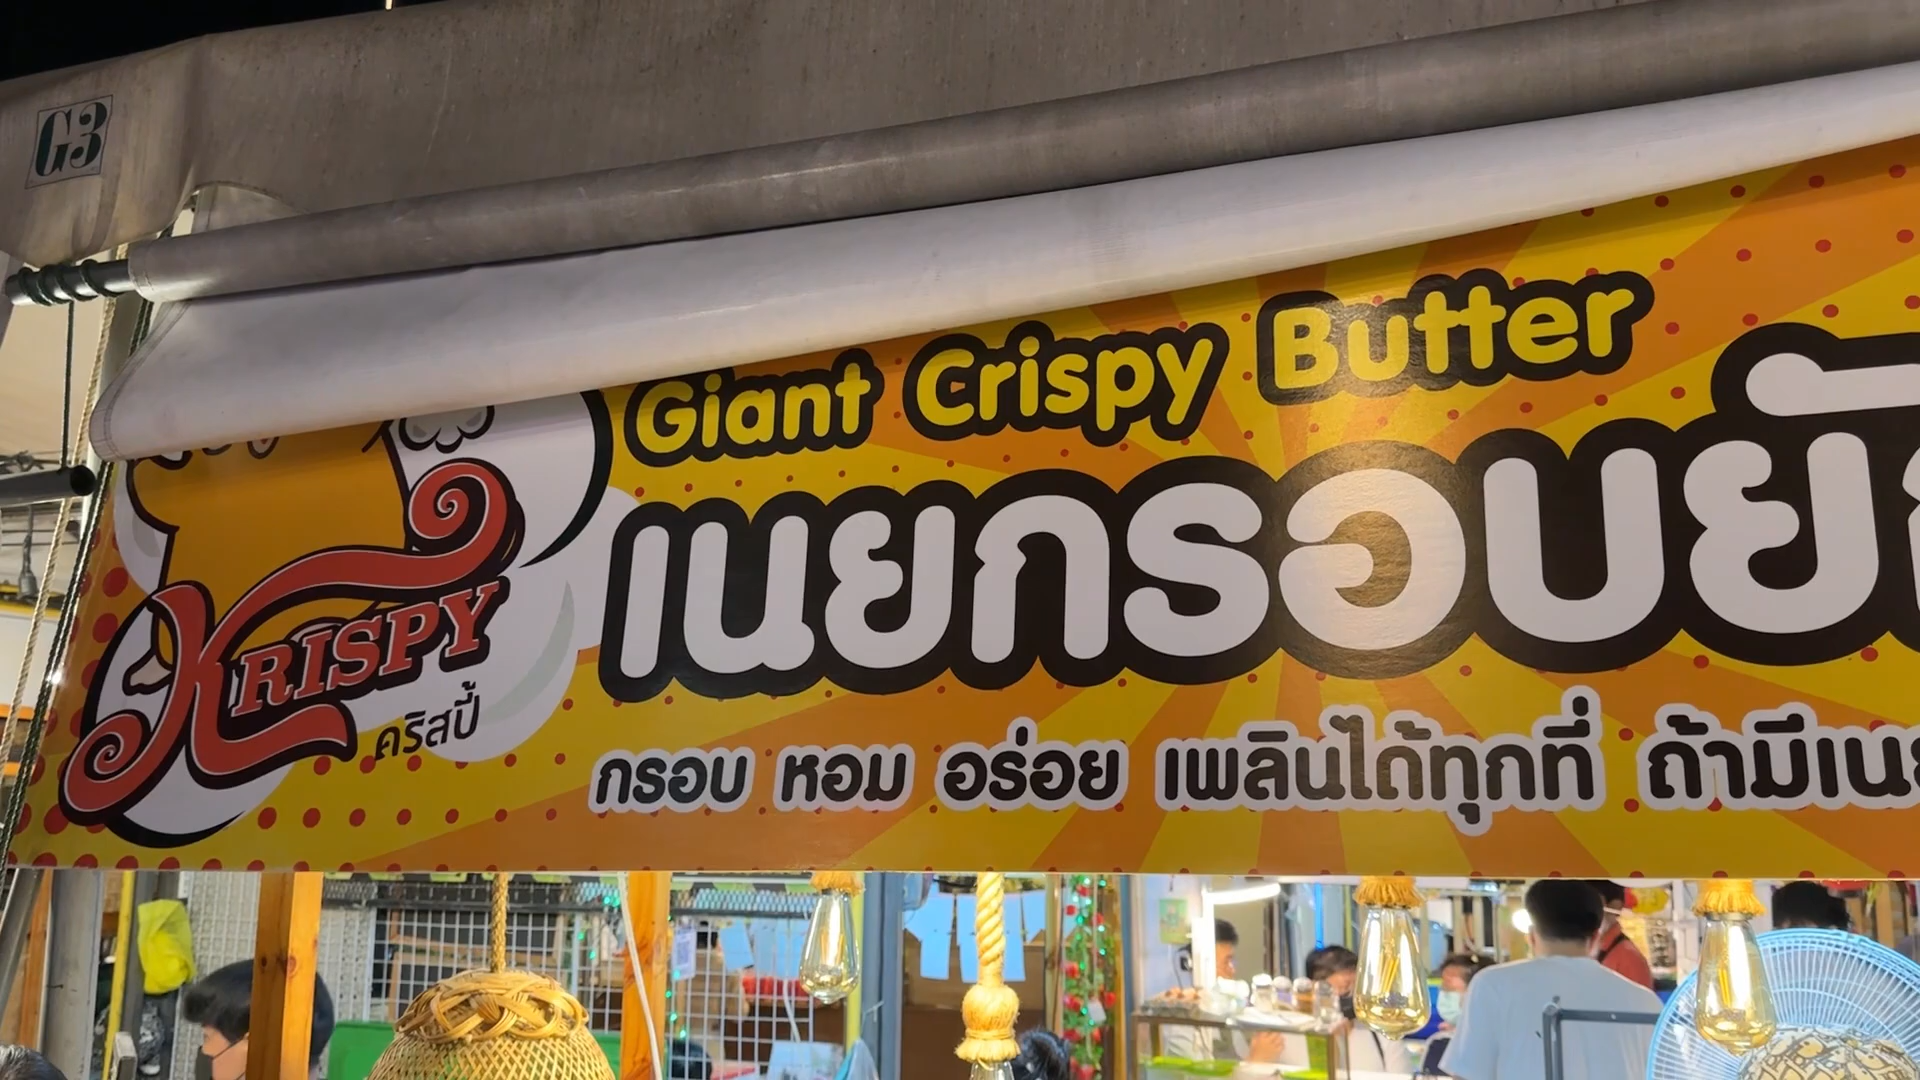 G3
Giant Crispy Butter
เนยกรอบ
KRISPY
คริสปี้
กรอบ หอม อร่อย เพลินได้ทุกที่ ถ้ามีเนย